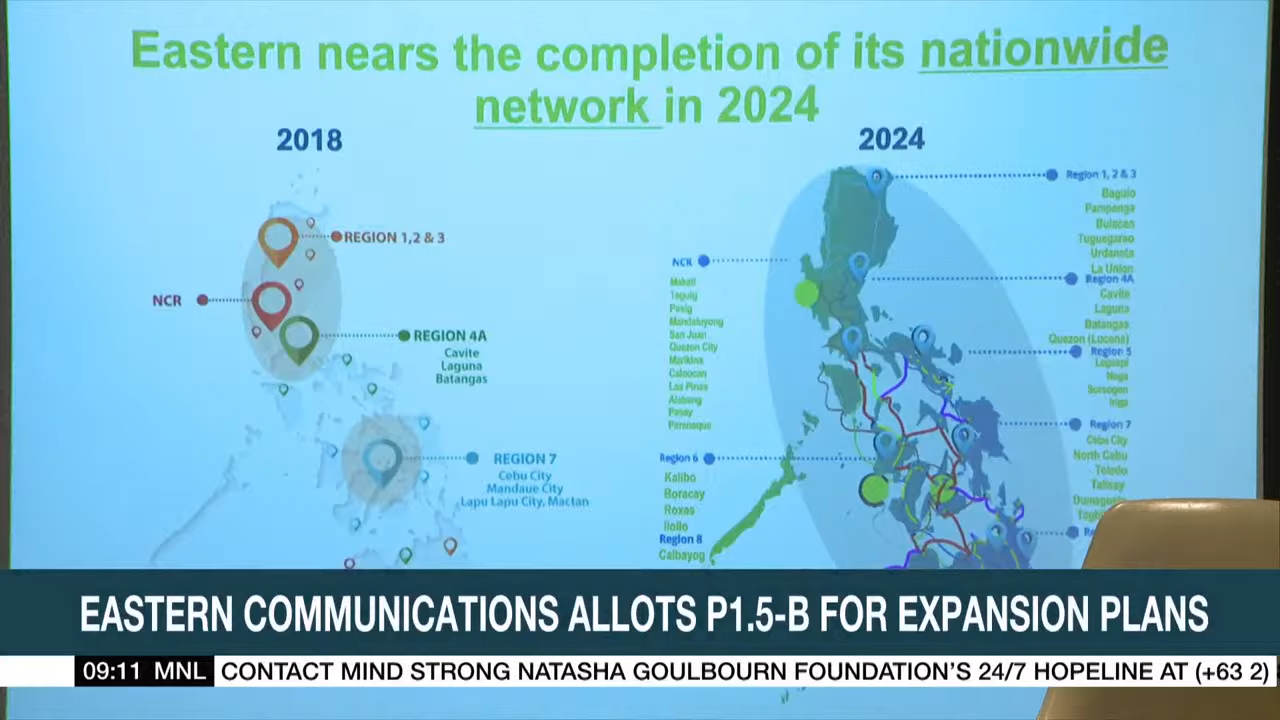 Eastern nears the completion of its nationwide
network in 2024
2018
REGION 1,2 & 3
NCR
REGION 4A
Cavite
Laguna
Batangas
REGION 7
Cebu City
Mandaue City
Lapu Lapu City, Mactan
2024
Region 1, 2 & 3
Baguio
Pampanga
Bulacan
Tuguegarao
Urdaneta
La Union
NCR
Makati
Taguig
Pasig
Mandaluyong
San Juan
Quezon City
Marikina
Caloocan
Las Pinas
Alabang
Pasay
Paranaque
Region 4A
Cavite
Laguna
Batangas
Quezon (Lucena)
Region 5
Legazpi
Naga
Sorsogon
Iriga
Region 7
Cebu City
North Cebu
Toledo
Talisay
Region 6
Kalibo
Boracay
Roxas
Iloilo
Region 8
Calbayog
EASTERN COMMUNICATIONS ALLOTS P1.5-B FOR EXPANSION PLANS
09:11 MNL
CONTACT MIND STRONG NATASHA GOULBOURN FOUNDATION'S 24/7 HOPELINE AT (+63 2)